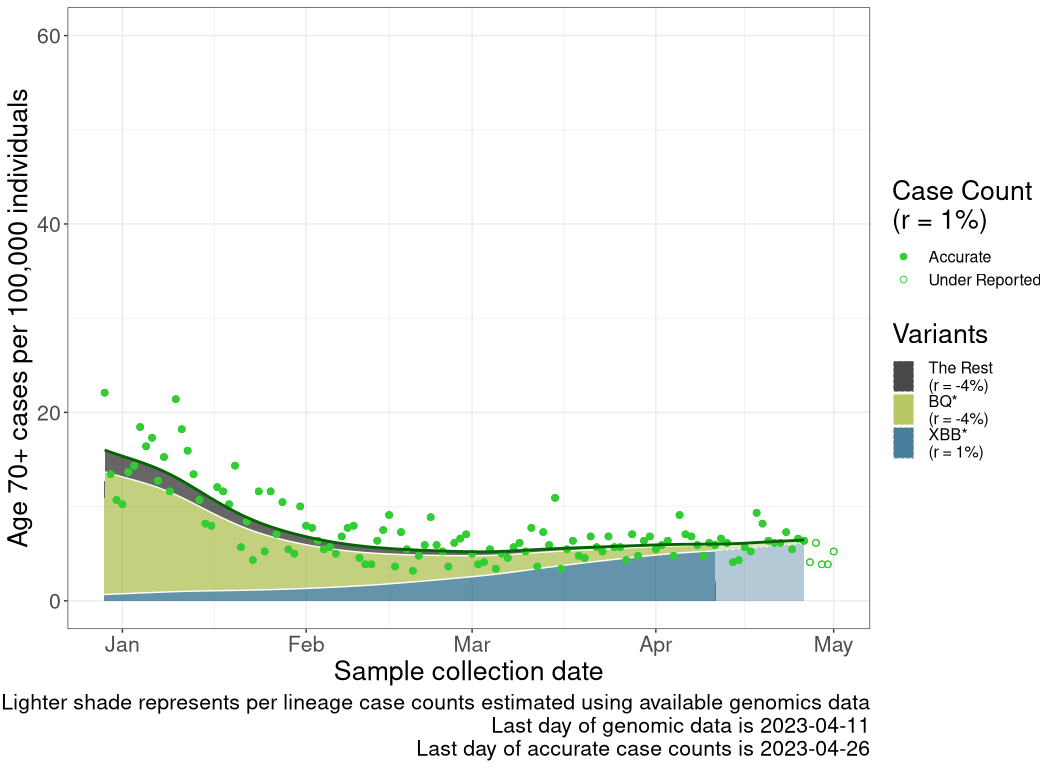 60
40
20
0
Age 70+ cases per 100,000 individuals
Jan
Feb
Mar
Apr
May
Sample collection date
Case Count
(r = 1%)
Accurate
Under Reported
Variants
The Rest
(r = -4%)
BQ*
(r = -4%)
XBB*
(r = 1%)
Lighter shade represents per lineage case counts estimated using available genomics data
Last day of genomic data is 2023-04-11
Last day of accurate case counts is 2023-04-26